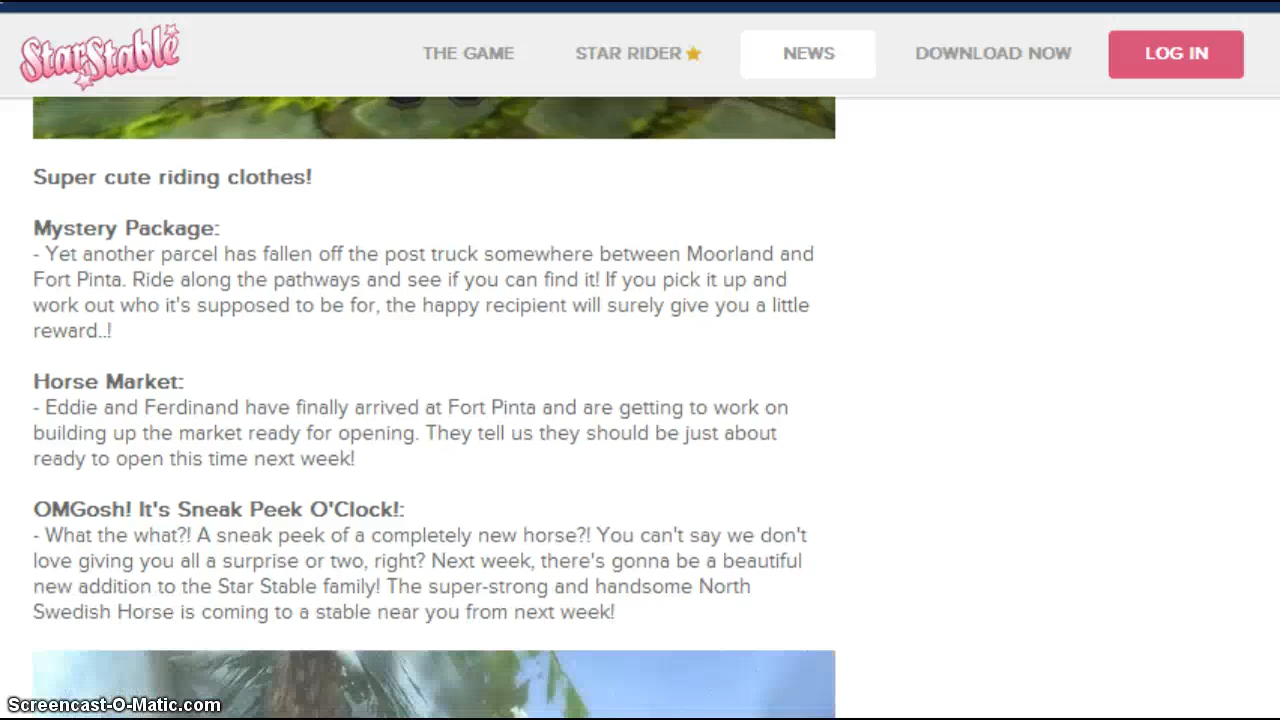 StarStable
THE GAME
STAR RIDER
NEWS
DOWNLOAD NOW
LOG IN
Super cute riding clothes!
Mystery Package:
- Yet another parcel has fallen off the post truck somewhere between Moorland and
Fort Pinta. Ride along the pathways and see if you can find it! If you pick it up and
work out who it's supposed to be for, the happy recipient will surely give you a little
reward..!
Horse Market:
- Eddie and Ferdinand have finally arrived at Fort Pinta and are getting to work on
building up the market ready for opening. They tell us they should be just about
ready to open this time next week!
OMGosh! It's Sneak Peek O'Clock!:
- What the what?! A sneak peek of a completely new horse?! You can't say we don't
love giving you all a surprise or two, right? Next week, there's gonna be a beautiful
new addition to the Star Stable family! The super-strong and handsome North
Swedish Horse is coming to a stable near you from next week!
Screencast-O-Matic.com